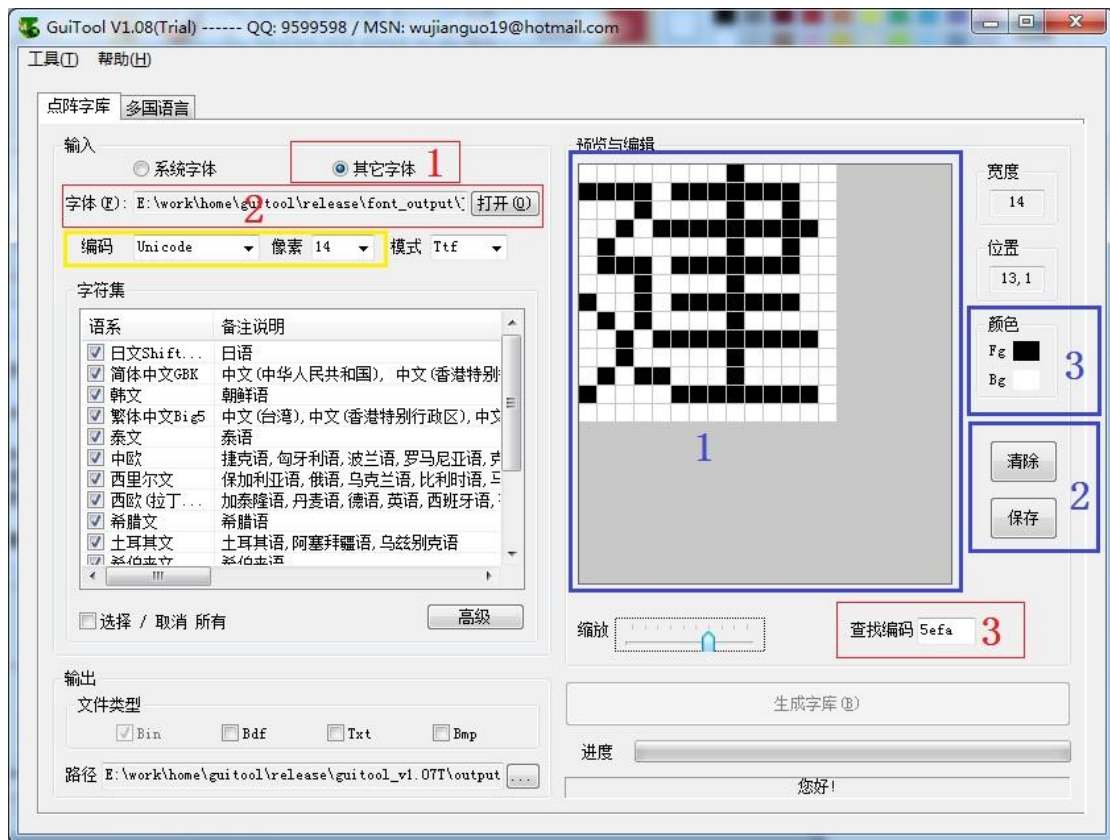 GuiTool V1.08(Trial) ------ QQ: 9599598 / MSN: wujianguo19@hotmail.com
工具(T) 帮助(H)
点阵字库 多国语言
输入
系统字体 其它字体 1
字体(F): E:\work\home\guitool\release\font_output\ 打开(O)
2
编码 Unicode 像素 14 模式 Ttf
字符集
语系 备注说明
日文Shift... 日语
简体中文GBK 中文(中华人民共和国), 中文(香港特别
韩文 朝鲜语
繁体中文Big5 中文(台湾),中文(香港特别行政区),中文
泰文 泰语
中欧 捷克语,匈牙利语,波兰语,罗马尼亚语,
西里尔文 保加利亚语,俄语,乌克兰语,比利时语,
西欧(拉丁... 加泰隆语,丹麦语,德语,英语,西班牙语,
希腊文 希腊语
土耳其文 土耳其语,阿塞拜疆语,乌兹别克语
希伯来文 希伯来语
选择 / 取消 所有 高级
输出
文件类型
Bin Bdf Txt Bmp
路径 E:\work\home\guitool\release\guitool_v1.07T\output ...
预览与编辑
建
1
宽度
14
位置
13,1
颜色
Fg
Bg
3
清除
保存
2
缩放 查找编码 5efa 3
生成字库(B)
进度
您好!